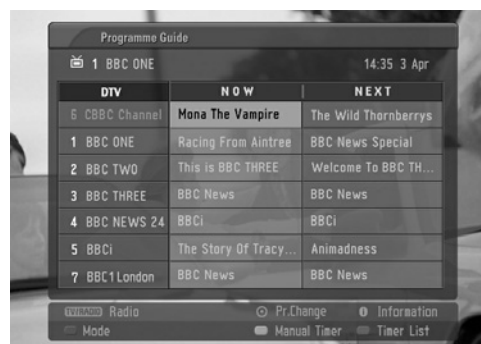 Programme Guide
1 BBC ONE 14:35 3 Apr
DTV NOW NEXT
6 CBBC Channel Mona The Vampire The Wild Thornberrys
1 BBC ONE Racing From Aintree BBC News Special
2 BBC TWO This is BBC THREE Welcome To BBC TH...
3 BBC THREE BBC News BBC News
4 BBC NEWS 24 BBCi BBCi
5 BBCi The Story Of Tracy... Animadness
7 BBC1 London BBC News BBC News
TV/RADIO Radio Pr.Change i Information
Mode Manual Timer Timer List